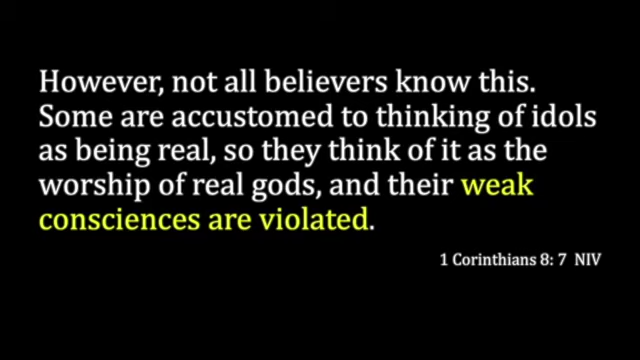 However, not all believers know this.
Some are accustomed to thinking of idols
as being real, so they think of it as the
worship of real gods, and their weak
consciences are violated.
1 Corinthians 8: 7 NIV